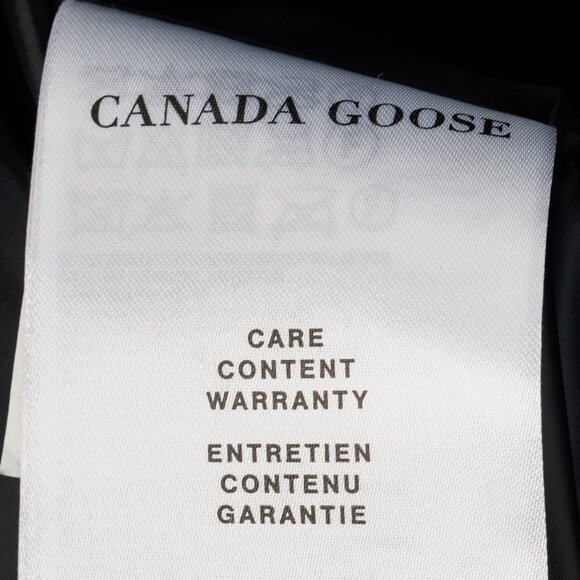 CANADA GOOSE
CARE
CONTENT
WARRANTY
ENTRETIEN
CONTENU
GARANTIE